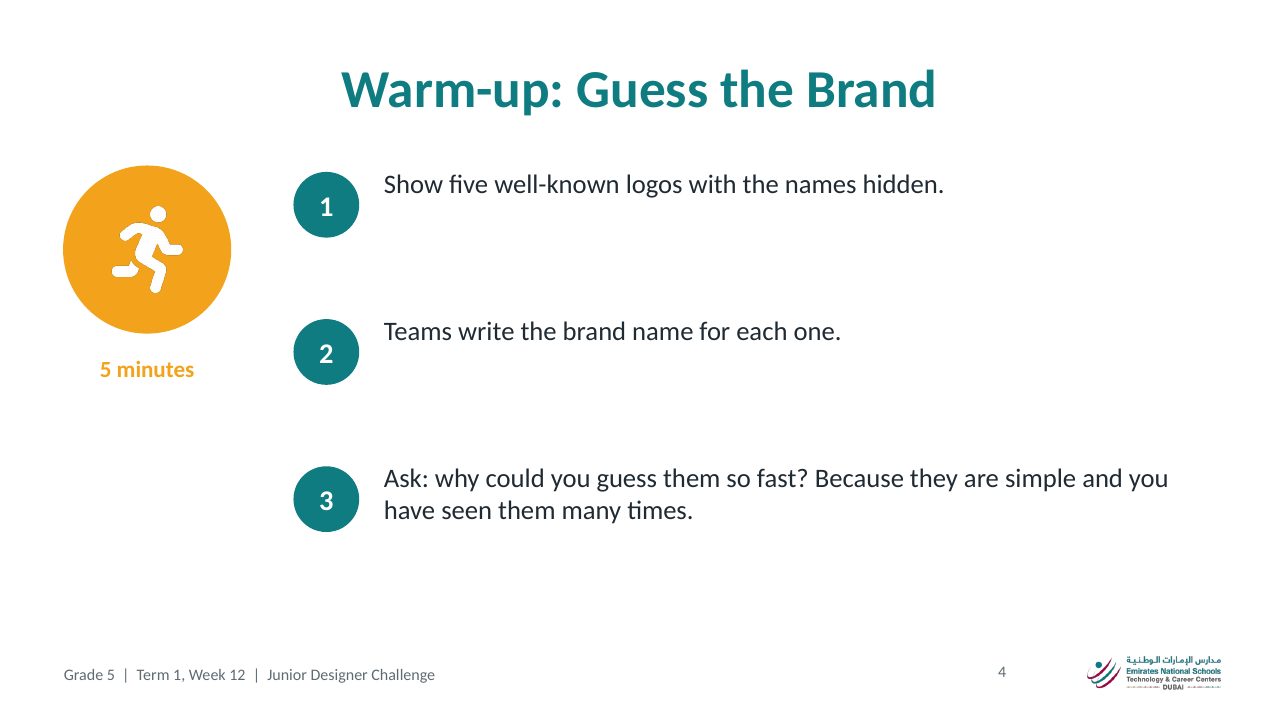 Warm-up: Guess the Brand
1
Show five well-known logos with the names hidden.
2
Teams write the brand name for each one.
5 minutes
3
Ask: why could you guess them so fast? Because they are simple and you
have seen them many times.
Grade 5 | Term 1, Week 12 | Junior Designer Challenge
4
مدارس الإمارات الوطنية
Emirates National Schools
Technology & Career Centers
DUBAI